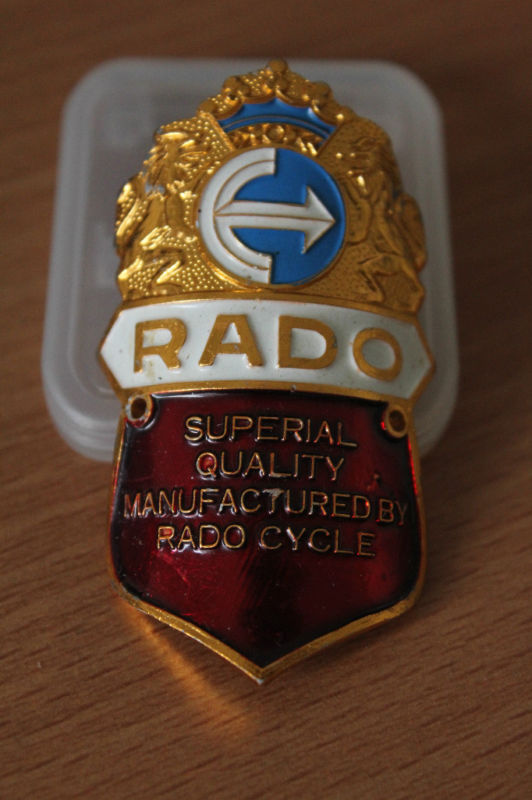 RADO
SUPERIAL
QUALITY
MANUFACTURED BY
RADO CYCLE